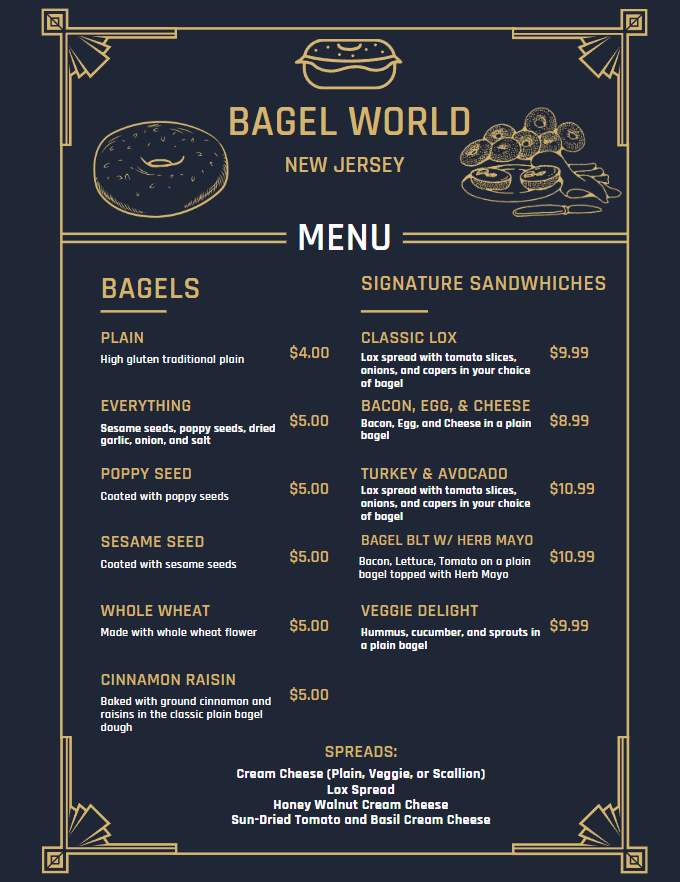 BAGEL WORLD
NEW JERSEY
MENU
BAGELS
PLAIN
High gluten traditional plain
$4.00
EVERYTHING
Sesame seeds, poppy seeds, dried
garlic, onion, and salt
$5.00
POPPY SEED
Coated with poppy seeds
$5.00
SESAME SEED
Coated with sesame seeds
$5.00
WHOLE WHEAT
Made with whole wheat flower
$5.00
CINNAMON RAISIN
Baked with ground cinnamon and
raisins in the classic plain bagel
dough
$5.00
SIGNATURE SANDWHICHES
CLASSIC LOX
Lox spread with tomato slices,
onions, and capers in your choice
of bagel
$9.99
BACON, EGG, & CHEESE
Bacon, Egg, and Cheese in a plain
bagel
$8.99
TURKEY & AVOCADO
Lox spread with tomato slices,
onions, and capers in your choice
of bagel
$10.99
BAGEL BLT W/ HERB MAYO
Bacon, Lettuce, Tomato on a plain
bagel topped with Herb Mayo
$10.99
VEGGIE DELIGHT
Hummus, cucumber, and sprouts in
a plain bagel
$9.99
SPREADS:
Cream Cheese (Plain, Veggie, or Scallion)
Lox Spread
Honey Walnut Cream Cheese
Sun-Dried Tomato and Basil Cream Cheese